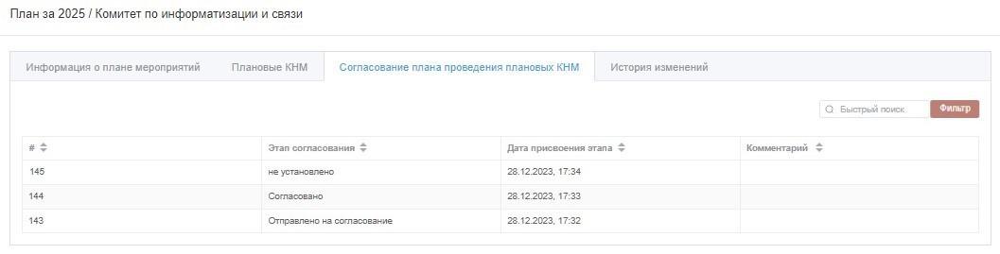 План за 2025 / Комитет по информатизации и связи
Информация о плане мероприятий Плановые КНМ Согласование плана проведения плановых КНМ История изменений
Быстрый поиск Фильтр
# Этап согласования Дата присвоения этапа Комментарий
145 не установлено 28.12.2023, 17:34
144 Согласовано 28.12.2023, 17:33
143 Отправлено на согласование 28.12.2023, 17:32